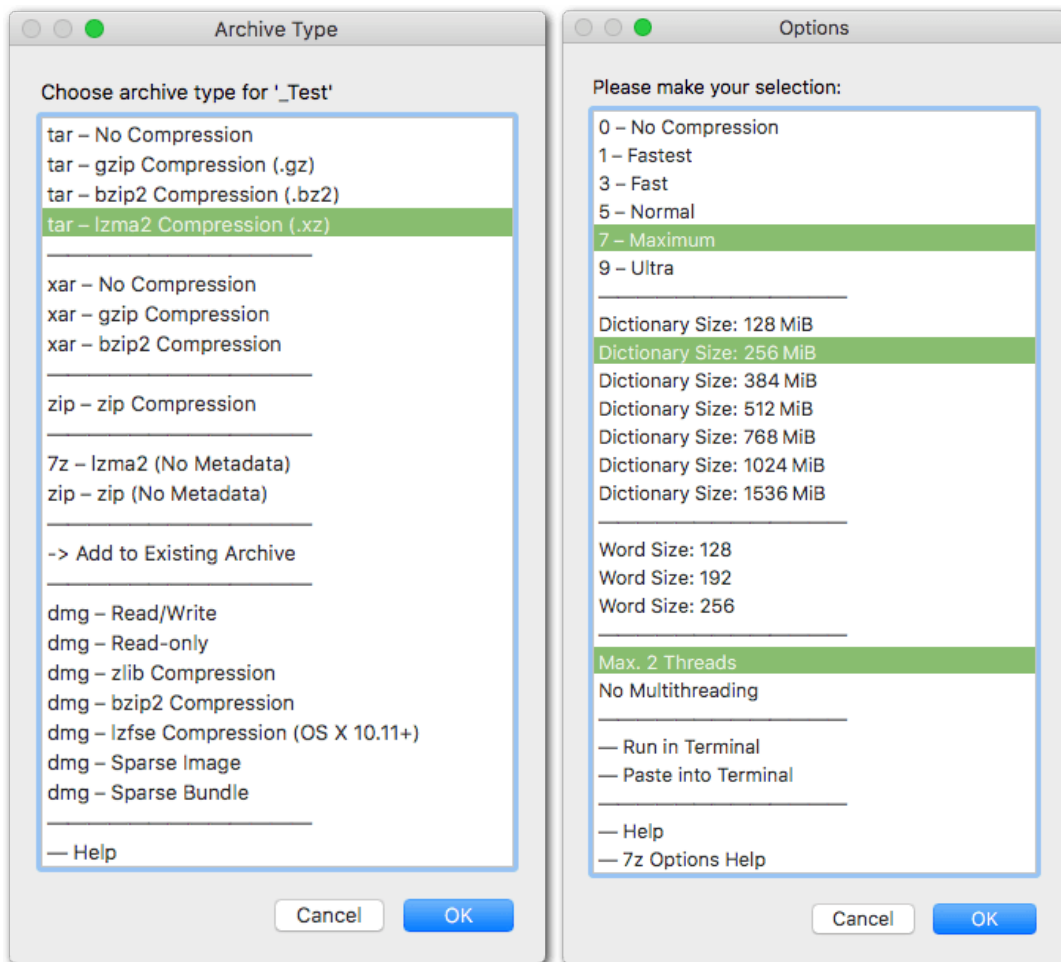 Archive Type
Choose archive type for '_Test'
tar – No Compression
tar – gzip Compression (.gz)
tar – bzip2 Compression (.bz2)
tar – lzma2 Compression (.xz)
xar – No Compression
xar – gzip Compression
xar – bzip2 Compression
zip – zip Compression
7z – lzma2 (No Metadata)
zip – zip (No Metadata)
-> Add to Existing Archive
dmg – Read/Write
dmg – Read-only
dmg – zlib Compression
dmg – bzip2 Compression
dmg – lzfse Compression (OS X 10.11+)
dmg – Sparse Image
dmg – Sparse Bundle
— Help
Cancel
OK
Options
Please make your selection:
0 – No Compression
1 – Fastest
3 – Fast
5 – Normal
7 – Maximum
9 – Ultra
Dictionary Size: 128 MiB
Dictionary Size: 256 MiB
Dictionary Size: 384 MiB
Dictionary Size: 512 MiB
Dictionary Size: 768 MiB
Dictionary Size: 1024 MiB
Dictionary Size: 1536 MiB
Word Size: 128
Word Size: 192
Word Size: 256
Max. 2 Threads
No Multithreading
— Run in Terminal
— Paste into Terminal
— Help
— 7z Options Help
Cancel
OK